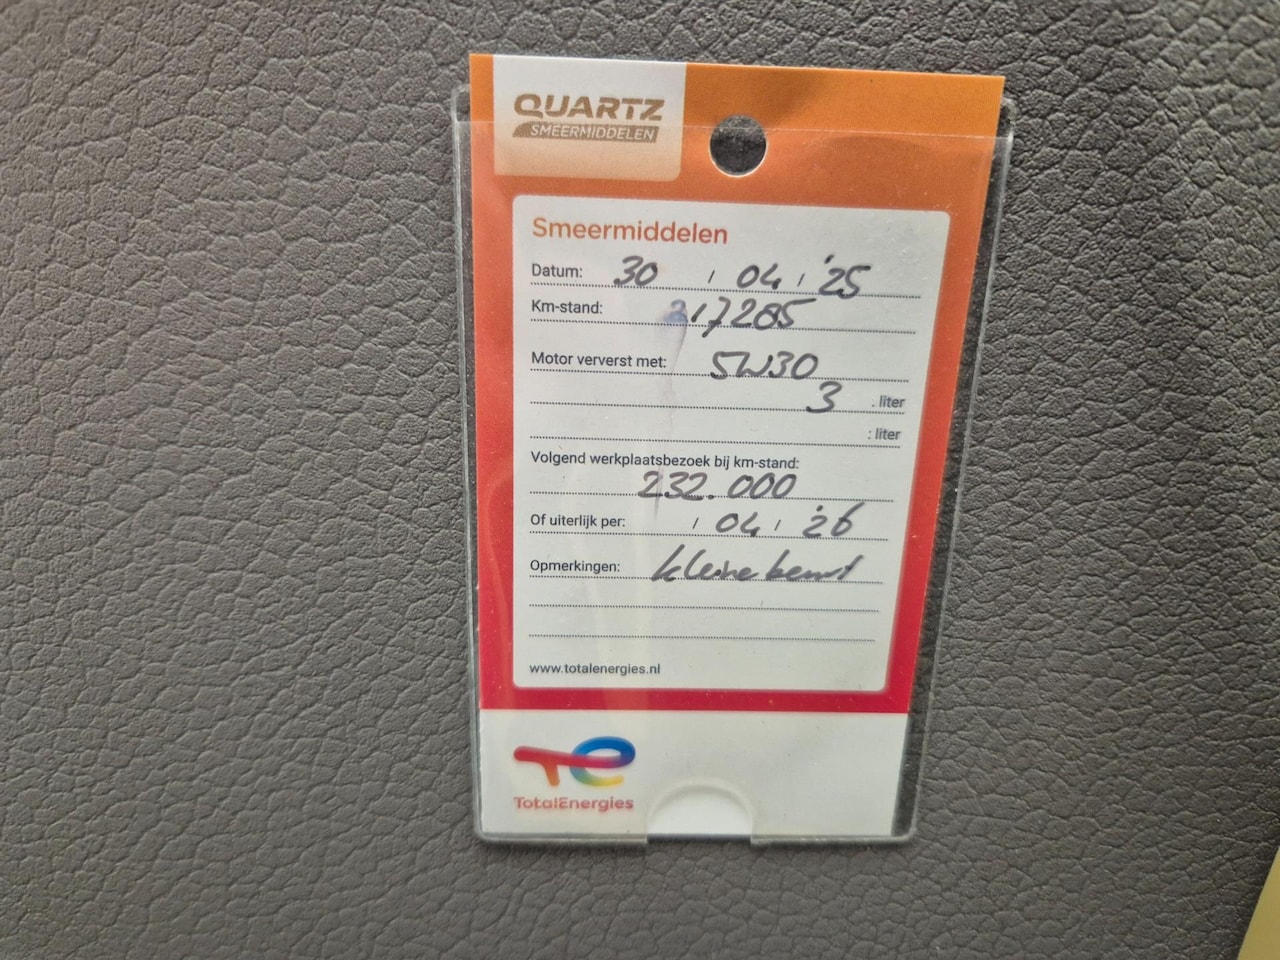 QUARTZ
SMEERMIDDELEN
Smeermiddelen
Datum: 30 / 04 / '25
Km-stand: 217285
Motor ververst met: 5W30
3 . liter
: liter
Volgend werkplaatsbezoek bij km-stand:
232.000
Of uiterlijk per: / 04 / '26
Opmerkingen: kleine beurt
www.totalenergies.nl
TotalEnergies